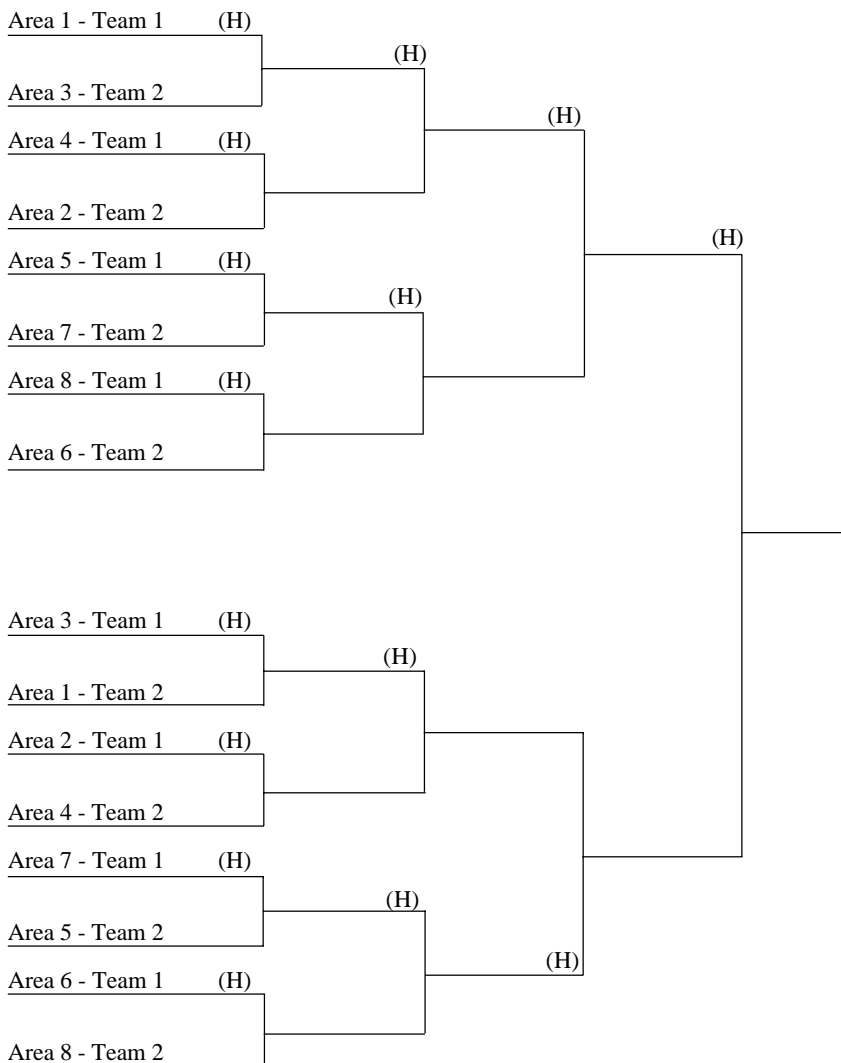 Area 1 - Team 1 (H)
(H)
Area 3 - Team 2
(H)
Area 4 - Team 1 (H)
Area 2 - Team 2
(H)
Area 5 - Team 1 (H)
(H)
Area 7 - Team 2
Area 8 - Team 1 (H)
Area 6 - Team 2
Area 3 - Team 1 (H)
(H)
Area 1 - Team 2
Area 2 - Team 1 (H)
Area 4 - Team 2
Area 7 - Team 1 (H)
(H)
Area 5 - Team 2
(H)
Area 6 - Team 1 (H)
Area 8 - Team 2